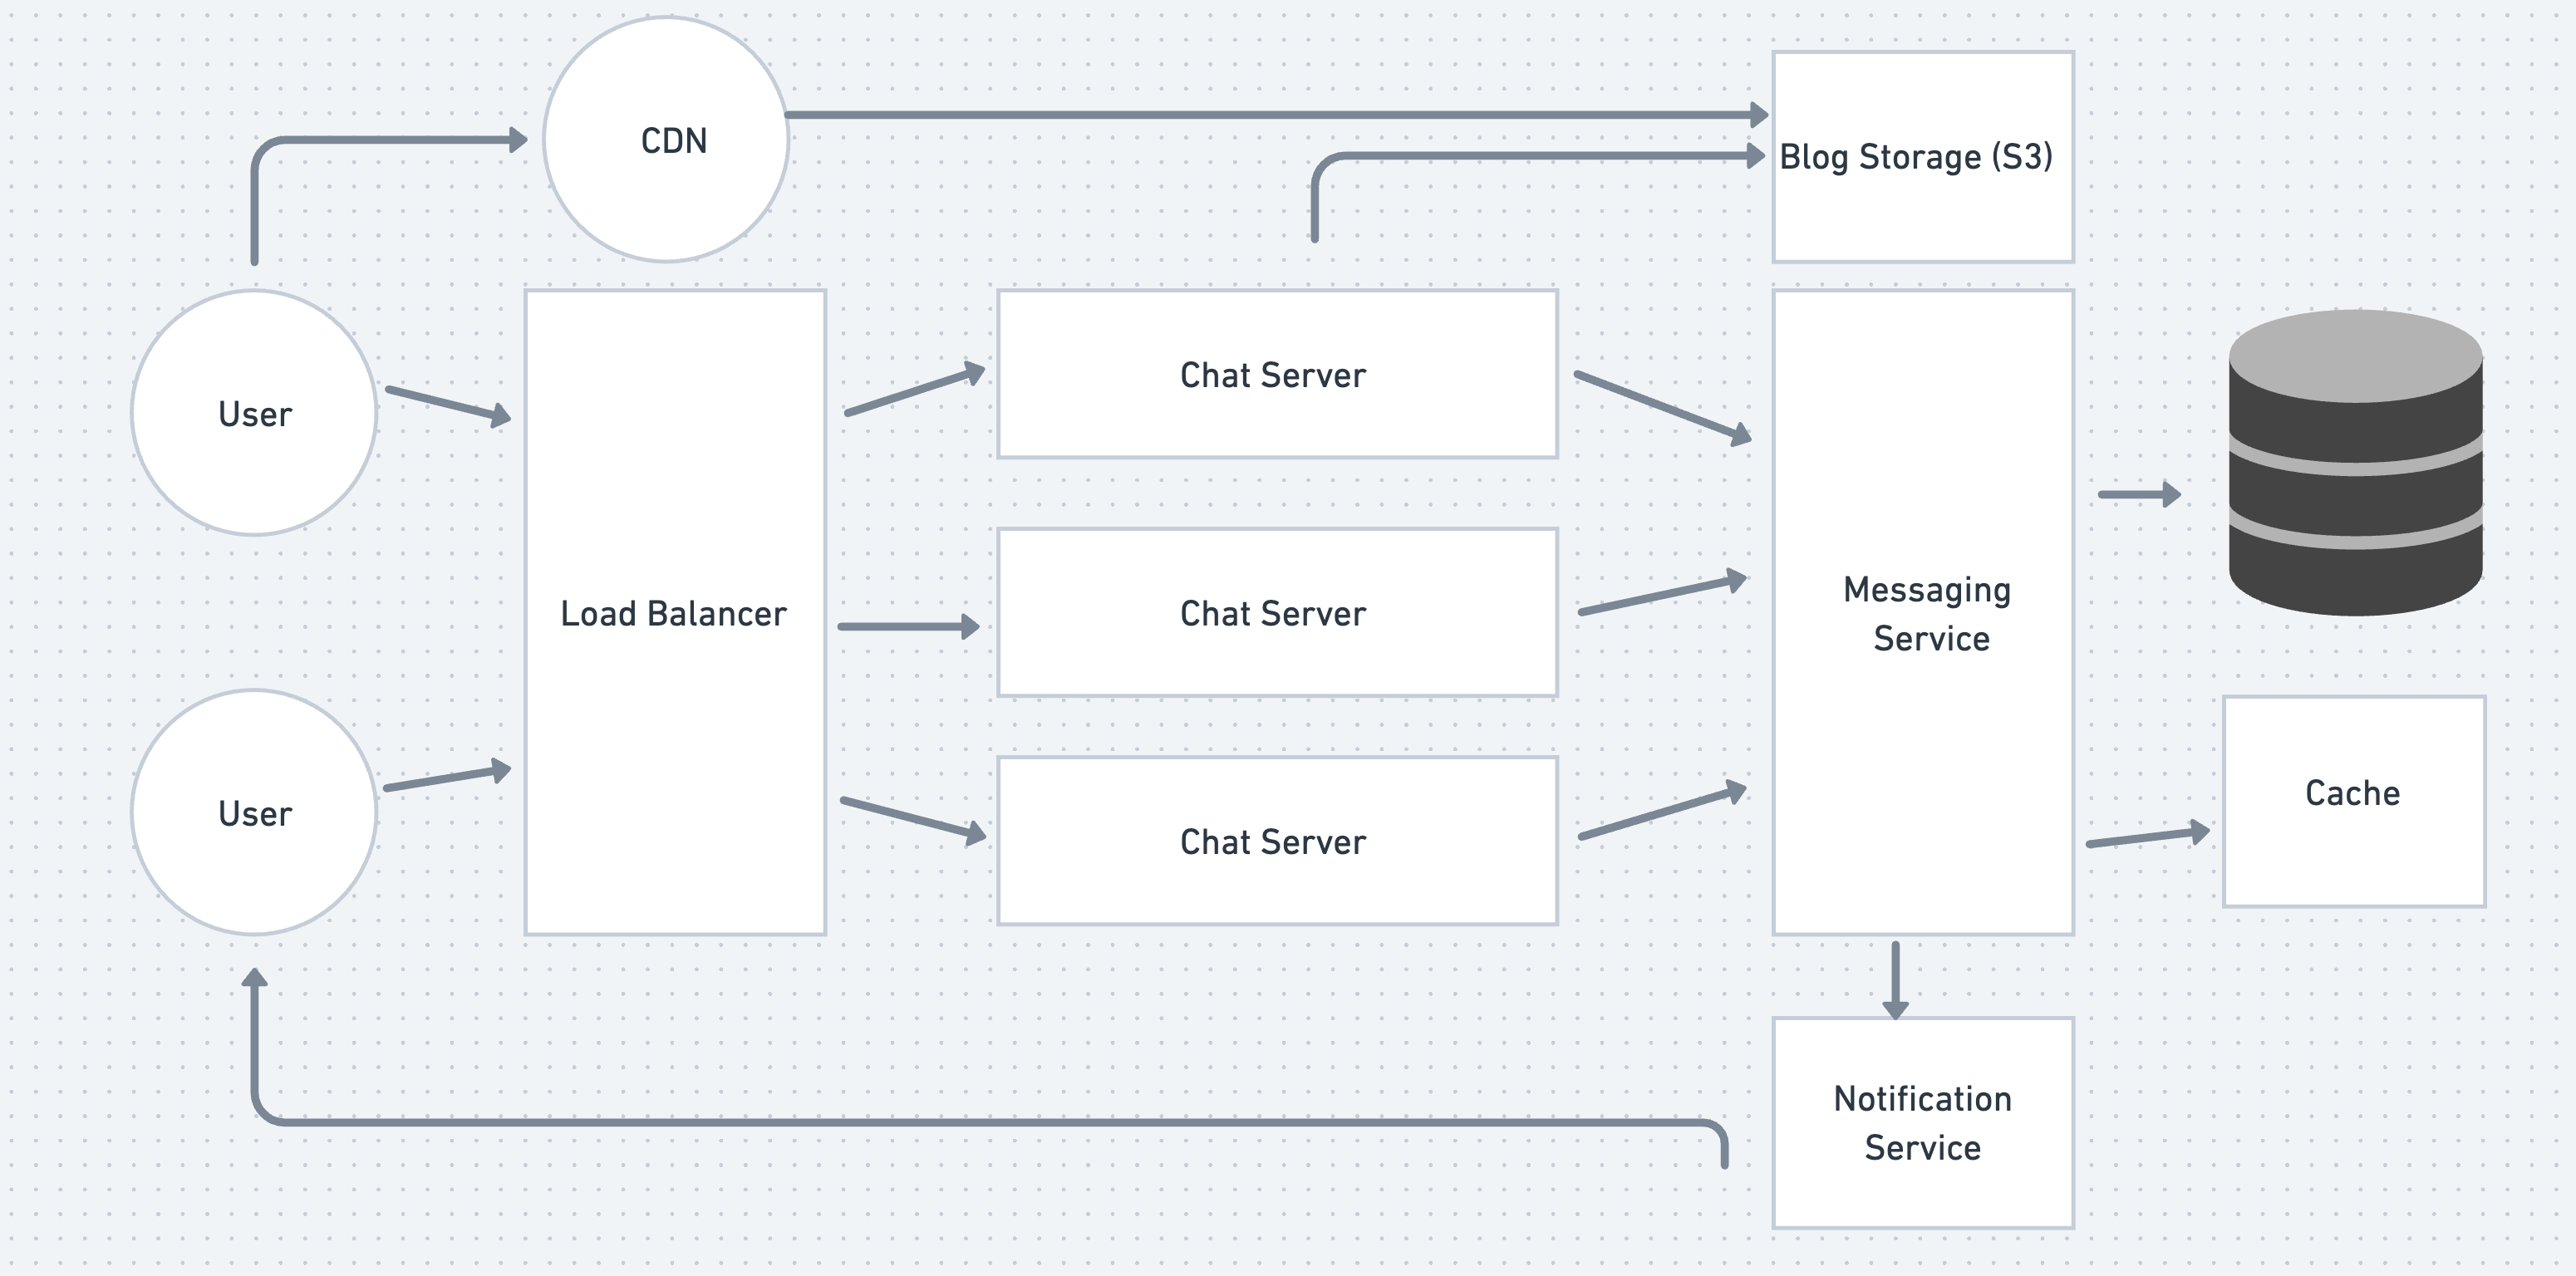 CDN
Blog Storage (S3)
User
Load Balancer
Chat Server
Chat Server
Chat Server
Messaging
Service
User
Cache
Notification
Service